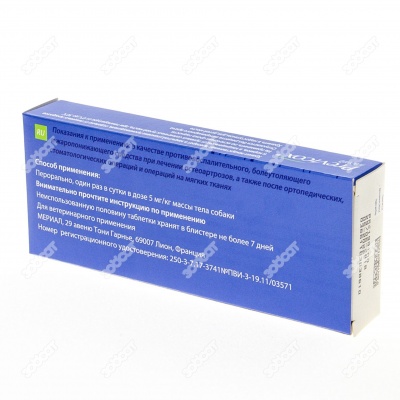 RU
Показания к применению: в качестве противовоспалительного, болеутоляющего
жаропонижающего средства при лечении остеоартрозов, а также после ортопедических,
стоматологических операций и операций на мягких тканях
Способ применения:
Перорально, один раз в сутки в дозе 5 мг/кг массы тела собаки
Внимательно прочтите инструкцию по применению
Неиспользованную половину таблетки хранят в блистере не более 7 дней
Для ветеринарного применения
МЕРИАЛ, 29 авеню Тони Гарнье, 69007 Лион, Франция
Номер регистрационного удостоверения: 250-3-7.17-3741№ПВИ-3-19.11/03571